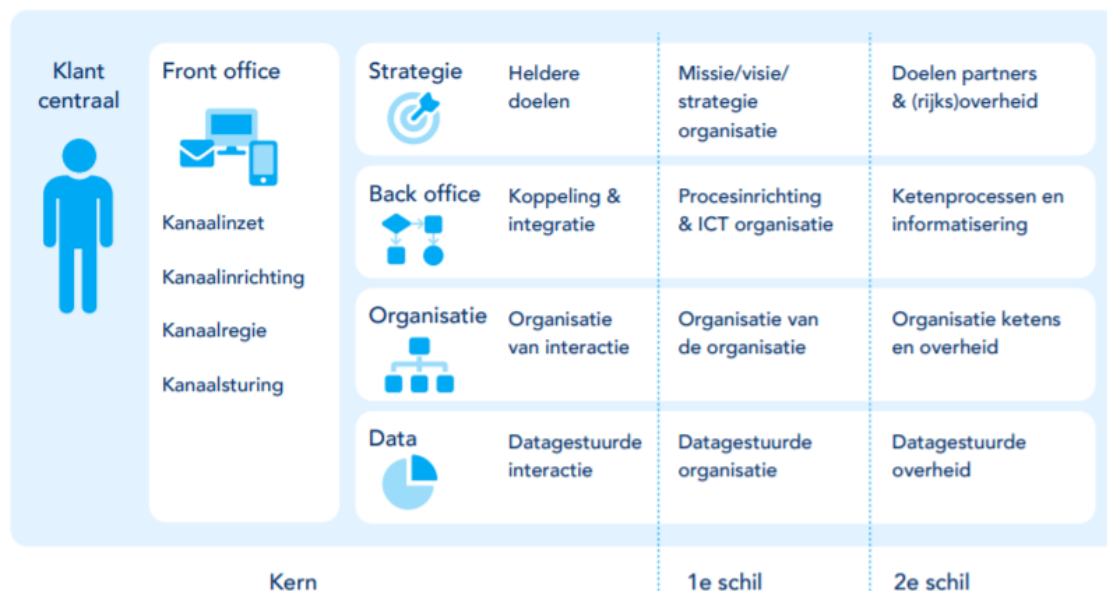 Klant
centraal
Front office
Kanaalinzet
Kanaalinrichting
Kanaalregie
Kanaalsturing
Strategie
Heldere
doelen
Missie/visie/
strategie
organisatie
Doelen partners
& (rijks)overheid
Back office
Koppeling &
integratie
Procesinrichting
& ICT organisatie
Ketenprocessen en
informatisering
Organisatie
Organisatie
van interactie
Organisatie van
de organisatie
Organisatie ketens
en overheid
Data
Datagestuurde
interactie
Datagestuurde
organisatie
Datagestuurde
overheid
Kern
1e schil
2e schil